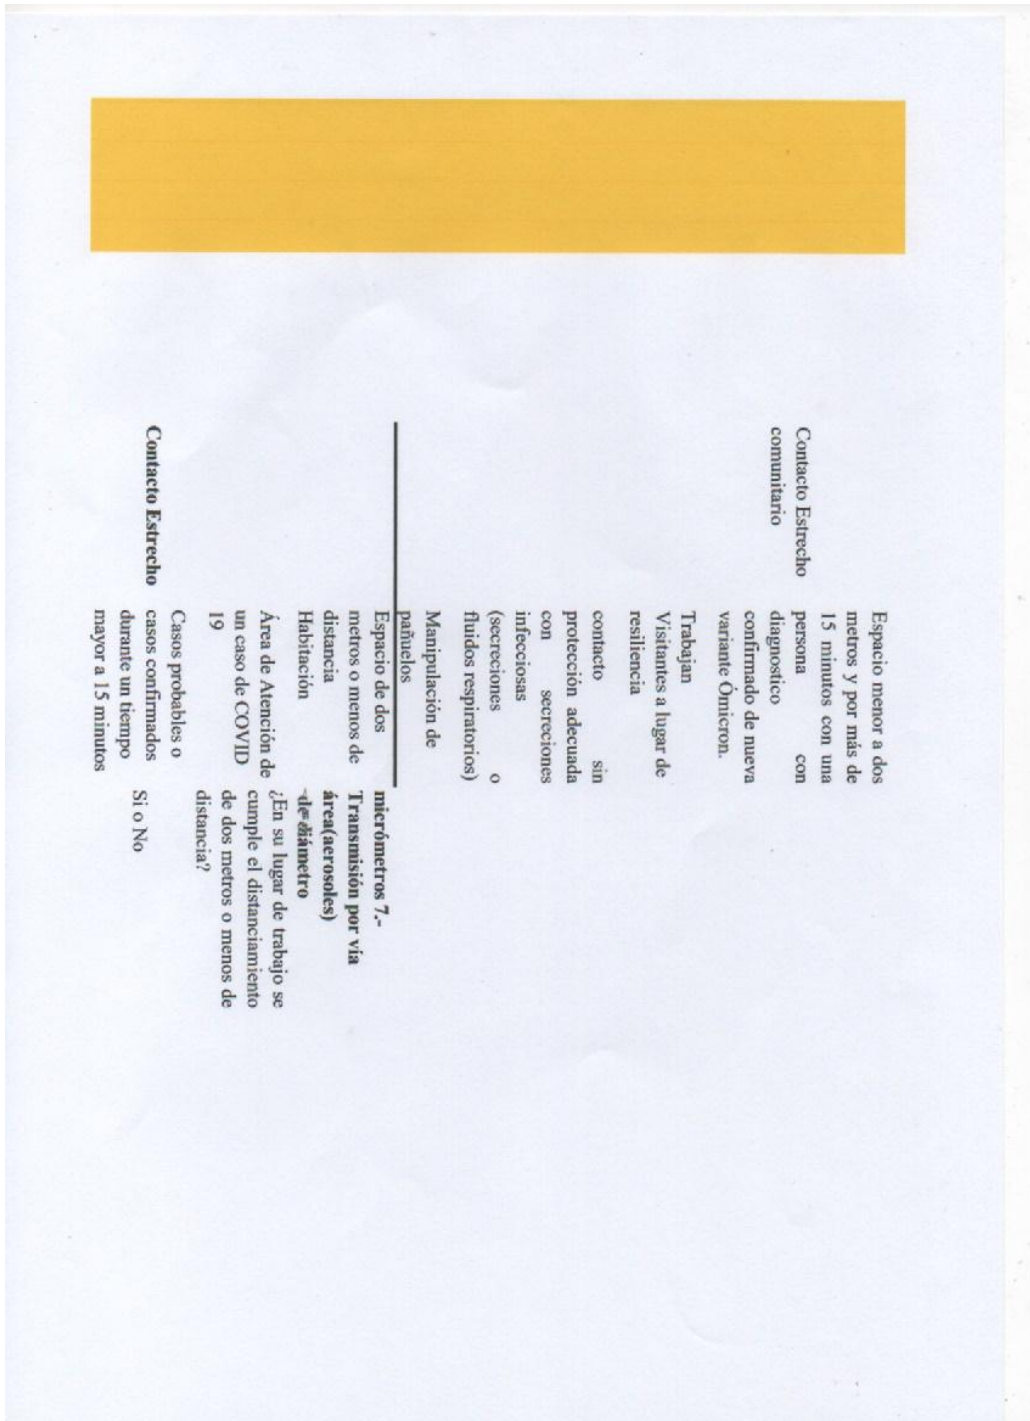 Espacio menor a dos
metros y por más de
15 minutos con una
Contacto Estrecho persona con
comunitario diagnostico
confirmado de nueva
variante Ómicron.
Trabajan
Visitantes a lugar de
resiliencia
contacto sin
protección adecuada
con secreciones
infecciosas
(secreciones o
fluidos respiratorios)
Manipulación de
pañuelos
Espacio de dos
metros o menos de
distancia
Habitación
Área de Atención de
un caso de COVID
19
Casos probables o
Contacto Estrecho casos confirmados
durante un tiempo
mayor a 15 minutos
micrómetros 7.-
Transmisión por vía
área(aerosoles)
de diámetro
¿En su lugar de trabajo se
cumple el distanciamiento
de dos metros o menos de
distancia?
Si o No